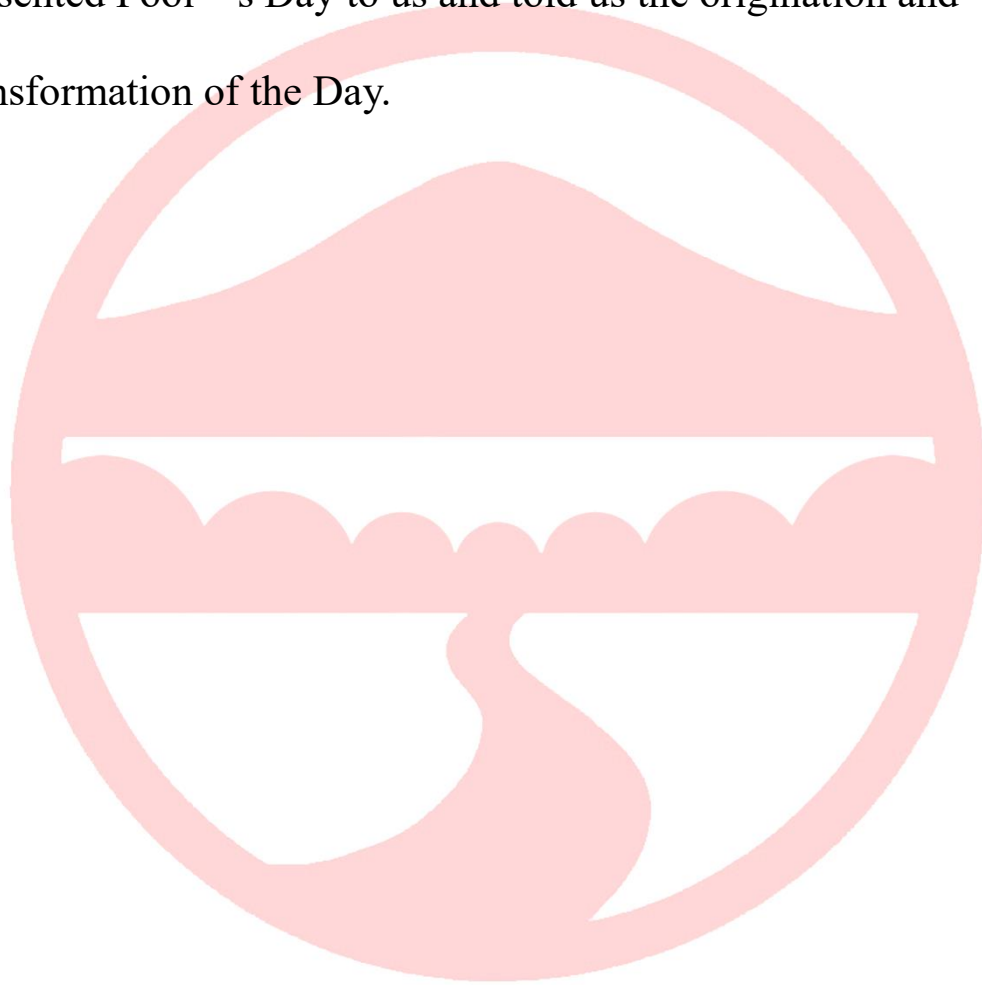 sented Fool s Day to us and told us the origination and
nsformation of the Day.